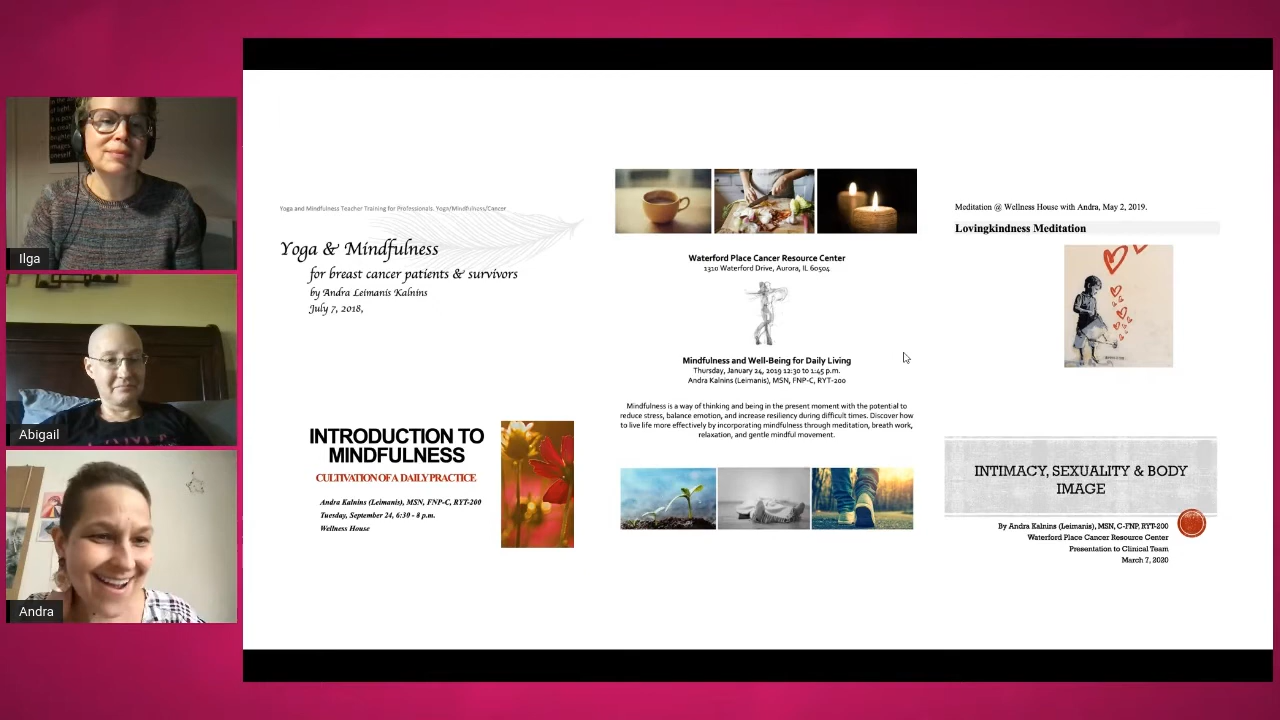 Ilga
Abigail
Andra
Yoga and Mindfulness Teacher Training for Professionals. Yoga/Mindfulness/Cancer
Yoga & Mindfulness
for breast cancer patients & survivors
by Andra Leimanis Kalnins
July 7, 2018,
INTRODUCTION TO
MINDFULNESS
CULTIVATION OF A DAILY PRACTICE
Andra Kalnins (Leimanis), MSN, FNP-C, RYT-200
Tuesday, September 24, 6:30 - 8 p.m.
Wellness House
Waterford Place Cancer Resource Center
1310 Waterford Drive, Aurora, IL 60504
Mindfulness and Well-Being for Daily Living
Thursday, January 24, 2019 12:30 to 1:45 p.m.
Andra Kalnins (Leimanis), MSN, FNP-C, RYT-200
Mindfulness is a way of thinking and being in the present moment with the potential to
reduce stress, balance emotion, and increase resiliency during difficult times. Discover how
to live life more effectively by incorporating mindfulness through meditation, breath work,
relaxation, and gentle mindful movement.
Meditation @ Wellness House with Andra, May 2, 2019.
Lovingkindness Meditation
INTIMACY, SEXUALITY & BODY
IMAGE
By Andra Kalnins (Leimanis), MSN, C-FNP, RYT-200
Waterford Place Cancer Resource Center
Presentation to Clinical Team
March 7, 2020